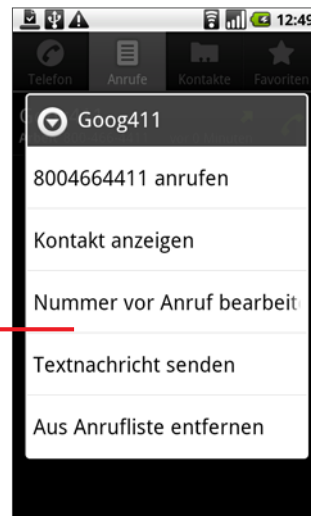 12:49
Telefon Anrufe Kontakte Favoriten
Goog411
8004664411 anrufen
Kontakt anzeigen
Nummer vor Anruf bearbeite
Textnachricht senden
Aus Anrufliste entfernen